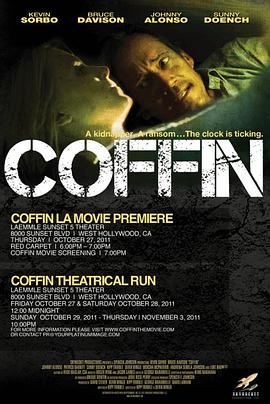 KEVIN SORBO BRUCE DAVISON JOHNNY ALONSO SUNNY DOENCH
A kidnapper. A ransom...The clock is ticking.
COFFIN
COFFIN LA MOVIE PREMIERE
LAEMMLE SUNSET 5 THEATER
8000 SUNSET BLVD | WEST HOLLYWOOD, CA
THURSDAY | OCTOBER 27, 2011
RED CARPET | 6:00PM – 7:00PM
COFFIN MOVIE SCREENING | 7:00PM
COFFIN THEATRICAL RUN
LAEMMLE SUNSET 5 THEATER
8000 SUNSET BLVD | WEST HOLLYWOOD, CA
FRIDAY OCTOBER 27 & SATURDAY OCTOBER 28, 2011
12:00 MIDNIGHT
SUNDAY OCTOBER 29, 2011 - THURSDAY I NOVEMBER 3, 2011
10:00PM
FOR MORE INFORMATION PLEASE VISIT WWW.COFFINTHEMOVIE.COM
OR CONTACT PR@YOURPLATINUMIMAGE.COM
SKYROCKET